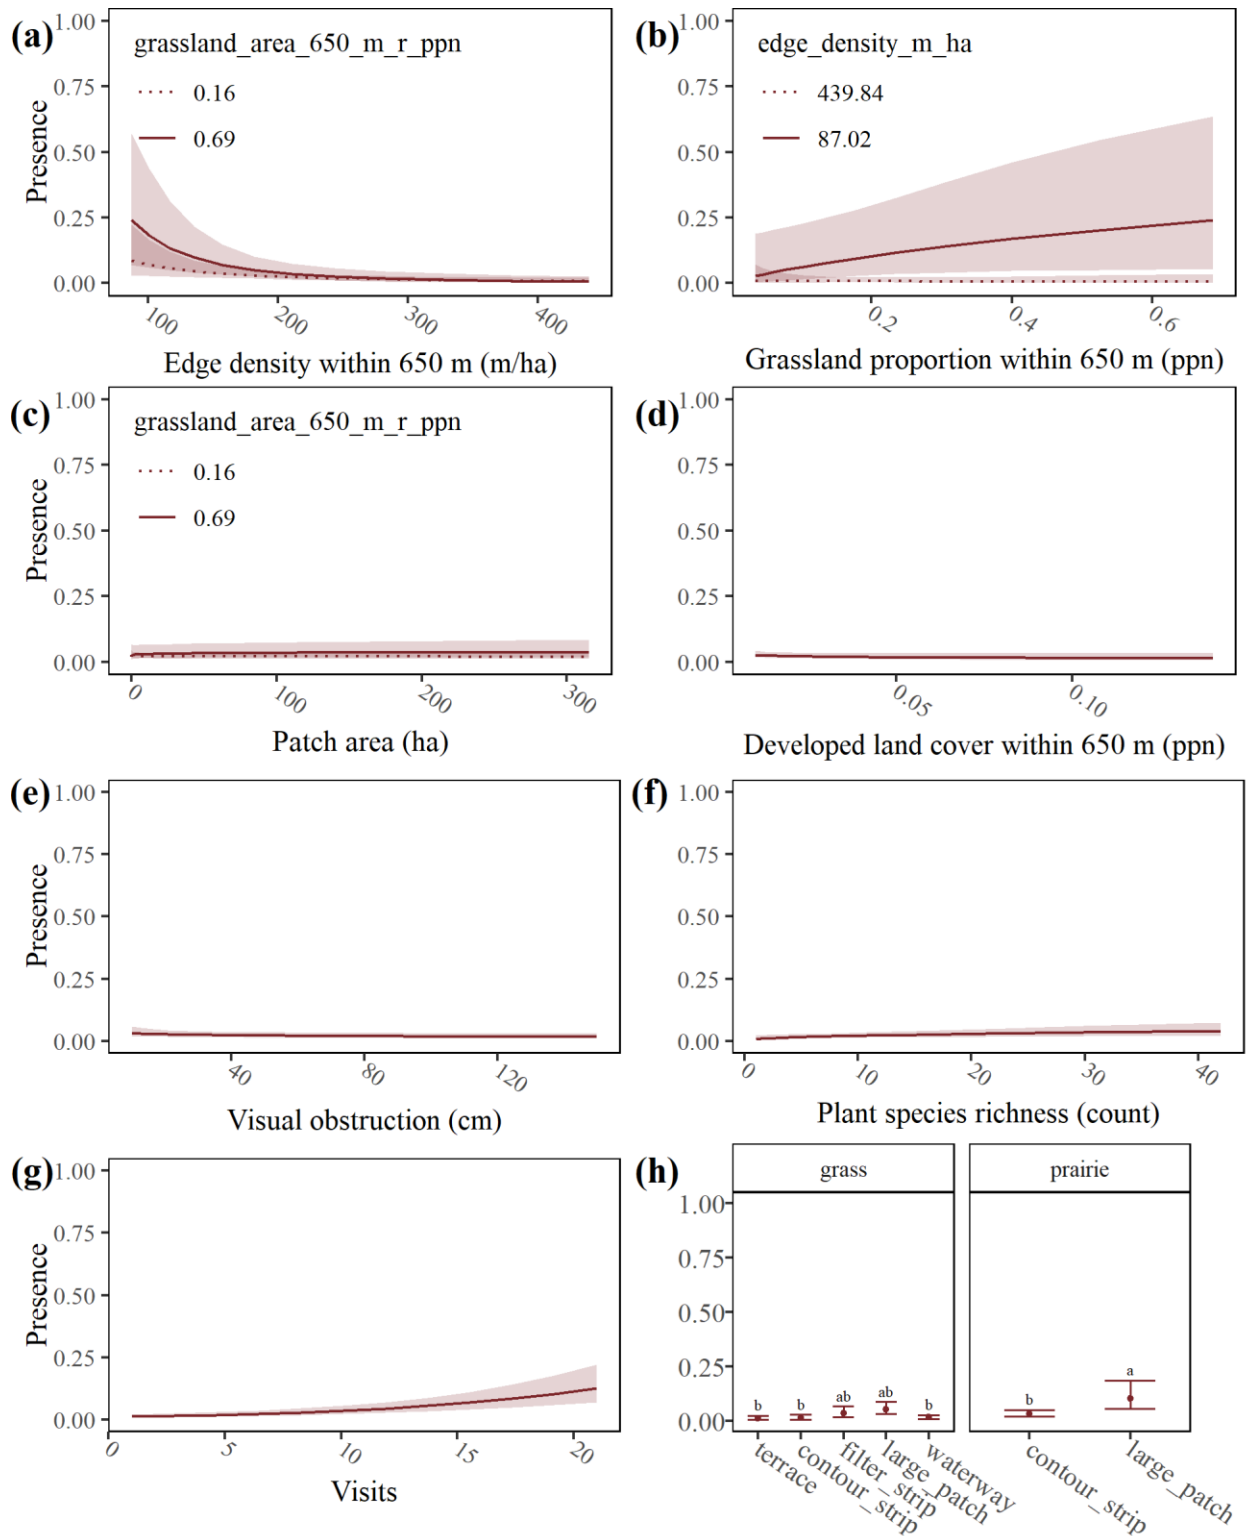 (a)
grassland_area_650_m_r_ppn
0.16
0.69
1.00
0.75
0.50
0.25
0.00
Presence
100
200
300
400
Edge density within 650 m (m/ha)
(b)
edge_density_m_ha
439.84
87.02
1.00
0.75
0.50
0.25
0.00
0.2
0.4
0.6
Grassland proportion within 650 m (ppn)
(c)
grassland_area_650_m_r_ppn
0.16
0.69
1.00
0.75
0.50
0.25
0.00
Presence
0
100
200
300
Patch area (ha)
(d)
1.00
0.75
0.50
0.25
0.00
0.05
0.10
Developed land cover within 650 m (ppn)
(e)
1.00
0.75
0.50
0.25
0.00
Presence
40
80
120
Visual obstruction (cm)
(f)
1.00
0.75
0.50
0.25
0.00
0
10
20
30
40
Plant species richness (count)
(g)
1.00
0.75
0.50
0.25
0.00
Presence
0
5
10
15
20
Visits
(h)
grass
prairie
1.00
0.75
0.50
0.25
0.00
b
b
ab
ab
b
b
a
terrace
contour_strip
filter_strip
large_patch
waterway
contour_strip
large_patch